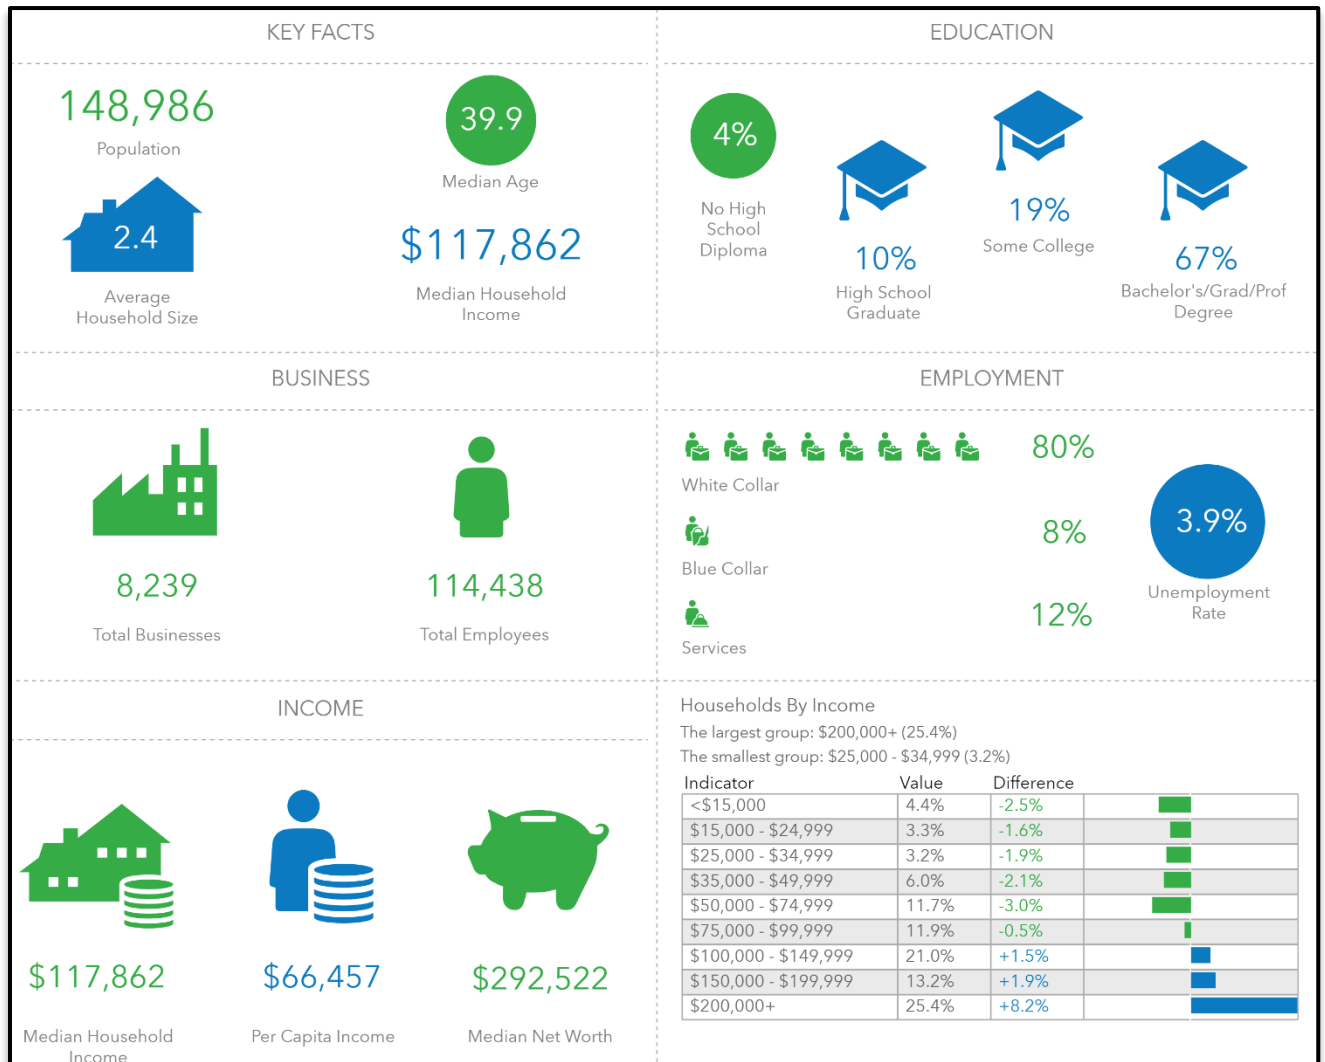 KEY FACTS
148,986
Population
39.9
Median Age
2.4
Average
Household Size
$117,862
Median Household
Income
EDUCATION
4%
No High
School
Diploma
10%
High School
Graduate
19%
Some College
67%
Bachelor's/Grad/Prof
Degree
BUSINESS
8,239
Total Businesses
114,438
Total Employees
EMPLOYMENT
80%
White Collar
8%
Blue Collar
12%
Services
3.9%
Unemployment
Rate
INCOME
$117,862
Median Household
Income
$66,457
Per Capita Income
$292,522
Median Net Worth
Households By Income
The largest group: $200,000+ (25.4%)
The smallest group: $25,000 - $34,999 (3.2%)
Indicator Value Difference
<$15,000 4.4% -2.5%
$15,000 - $24,999 3.3% -1.6%
$25,000 - $34,999 3.2% -1.9%
$35,000 - $49,999 6.0% -2.1%
$50,000 - $74,999 11.7% -3.0%
$75,000 - $99,999 11.9% -0.5%
$100,000 - $149,999 21.0% +1.5%
$150,000 - $199,999 13.2% +1.9%
$200,000+ 25.4% +8.2%